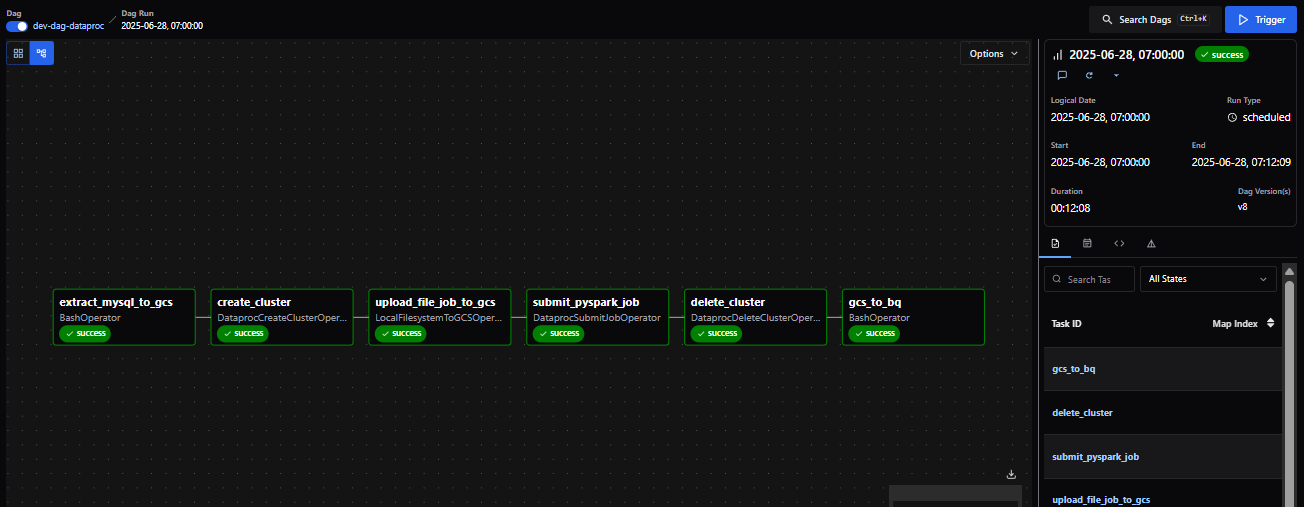 Dag
dev-dag-dataproc
/
Dag Run
2025-06-28, 07:00:00
Search Dags Ctrl+K
Trigger
Options
extract_mysql_to_gcs
BashOperator
success
create_cluster
DataprocCreateClusterOper...
success
upload_file_job_to_gcs
LocalFilesystemToGCSOper...
success
submit_pyspark_job
DataprocSubmitJobOperator
success
delete_cluster
DataprocDeleteClusterOper...
success
gcs_to_bq
BashOperator
success
2025-06-28, 07:00:00 success
Logical Date Run Type
2025-06-28, 07:00:00 scheduled
Start End
2025-06-28, 07:00:00 2025-06-28, 07:12:09
Duration Dag Version(s)
00:12:08 v8
Search Tas All States
Task ID Map Index
gcs_to_bq
delete_cluster
submit_pyspark_job
upload_file_job_to_gcs